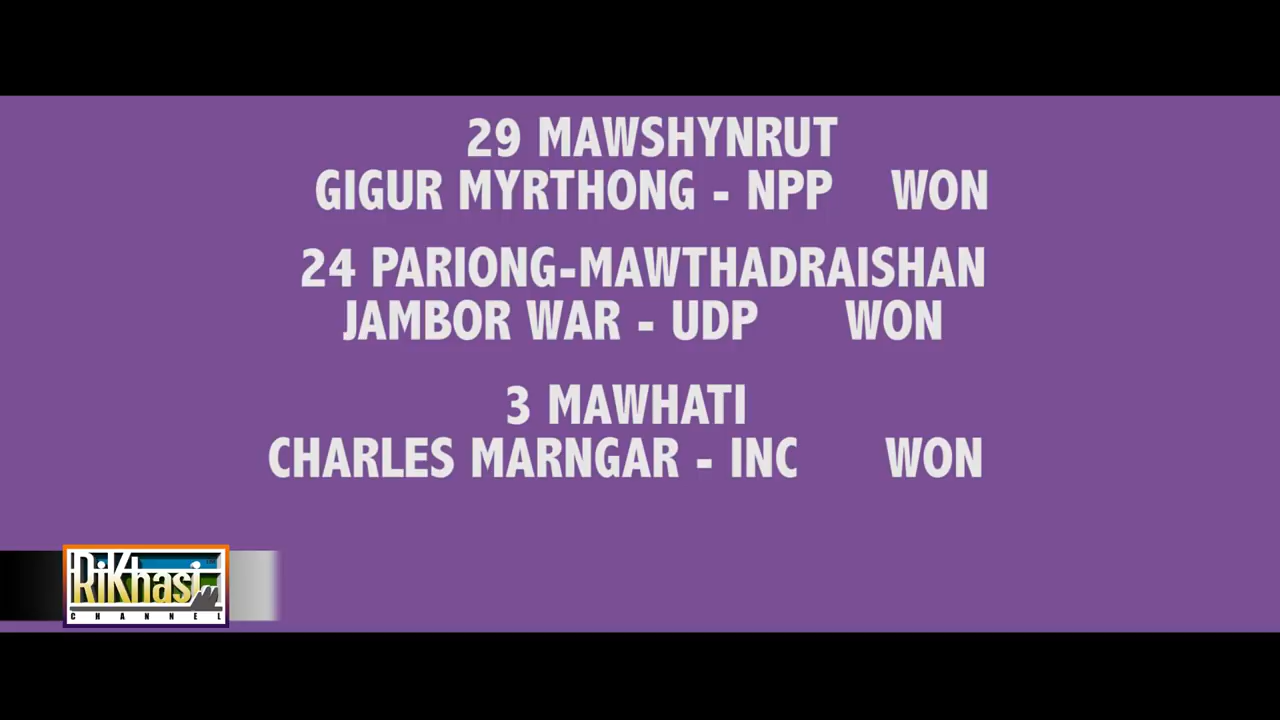 29 MAWSHYNRUT
GIGUR MYRTHONG - NPP WON
24 PARIONG-MAWTHADRAISHAN
JAMBOR WAR - UDP WON
3 MAWHATI
CHARLES MARNGAR - INC WON
RiKhasi
CHANNEL